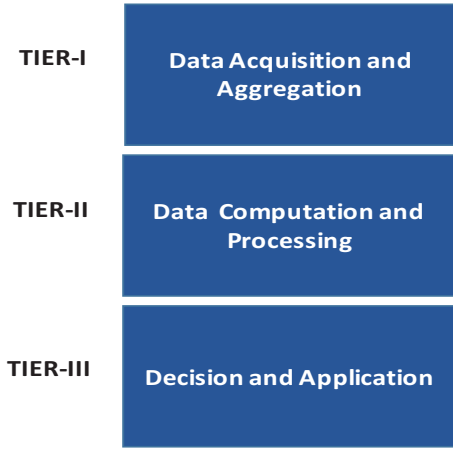 TIER-I
Data Acquisition and
Aggregation
TIER-II
Data Computation and
Processing
TIER-III
Decision and Application